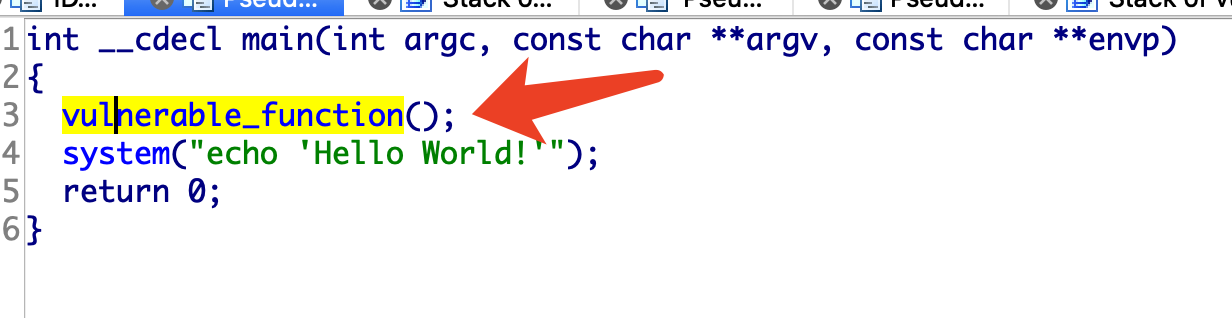 ID... Pseud... Stack o... Pseud... Pseud... Stack of v
1 int __cdecl main(int argc, const char **argv, const char **envp)
2 {
3   vulnerable_function();
4   system("echo 'Hello World!'");
5   return 0;
6 }